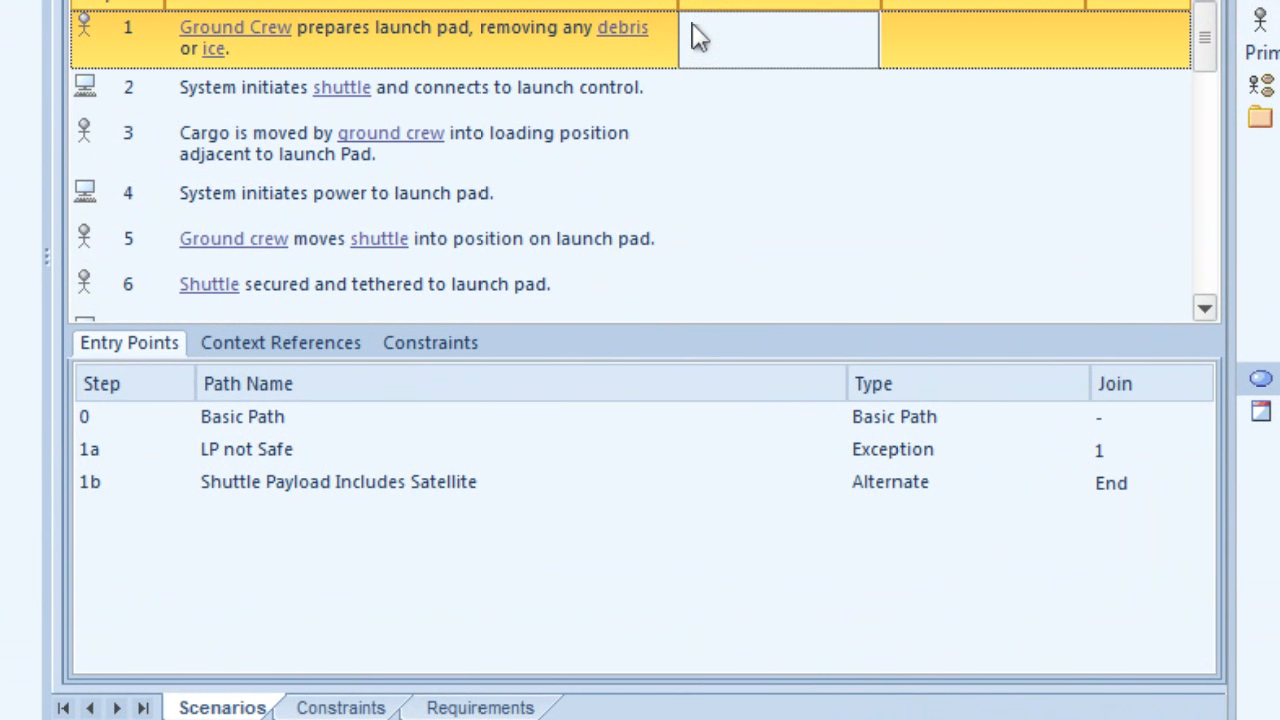 1 Ground Crew prepares launch pad, removing any debris
or ice.
2 System initiates shuttle and connects to launch control.
3 Cargo is moved by ground crew into loading position
adjacent to launch Pad.
4 System initiates power to launch pad.
5 Ground crew moves shuttle into position on launch pad.
6 Shuttle secured and tethered to launch pad.
Entry Points Context References Constraints
Step Path Name Type Join
0 Basic Path Basic Path -
1a LP not Safe Exception 1
1b Shuttle Payload Includes Satellite Alternate End
Scenarios Constraints Requirements